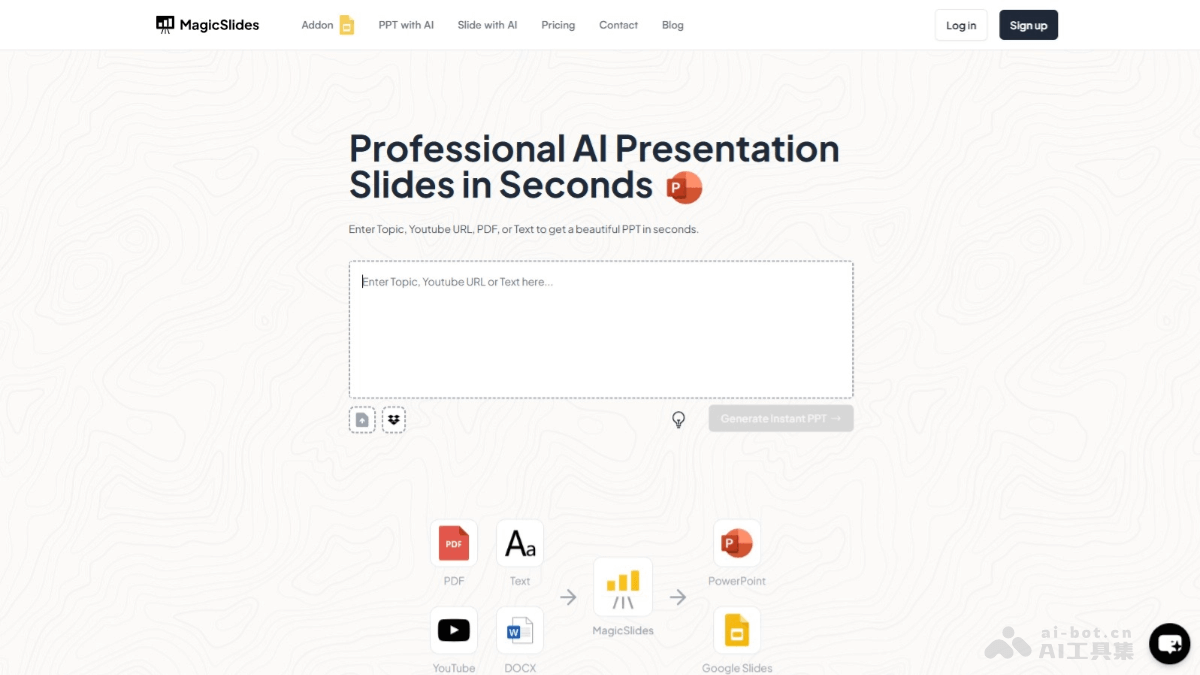 MagicSlides
Addon
PPT with AI
Slide with AI
Pricing
Contact
Blog
Log in
Sign up
Professional AI Presentation
Slides in Seconds
P
Enter Topic, Youtube URL, PDF, or Text to get a beautiful PPT in seconds.
Enter Topic, Youtube URL or Text here...
Generate Instant PPT →
PDF
Aa
P
PDF
Text
PowerPoint
MagicSlides
W
YouTube
DOCX
Google Slides
ai-bot.cn
AI工具集